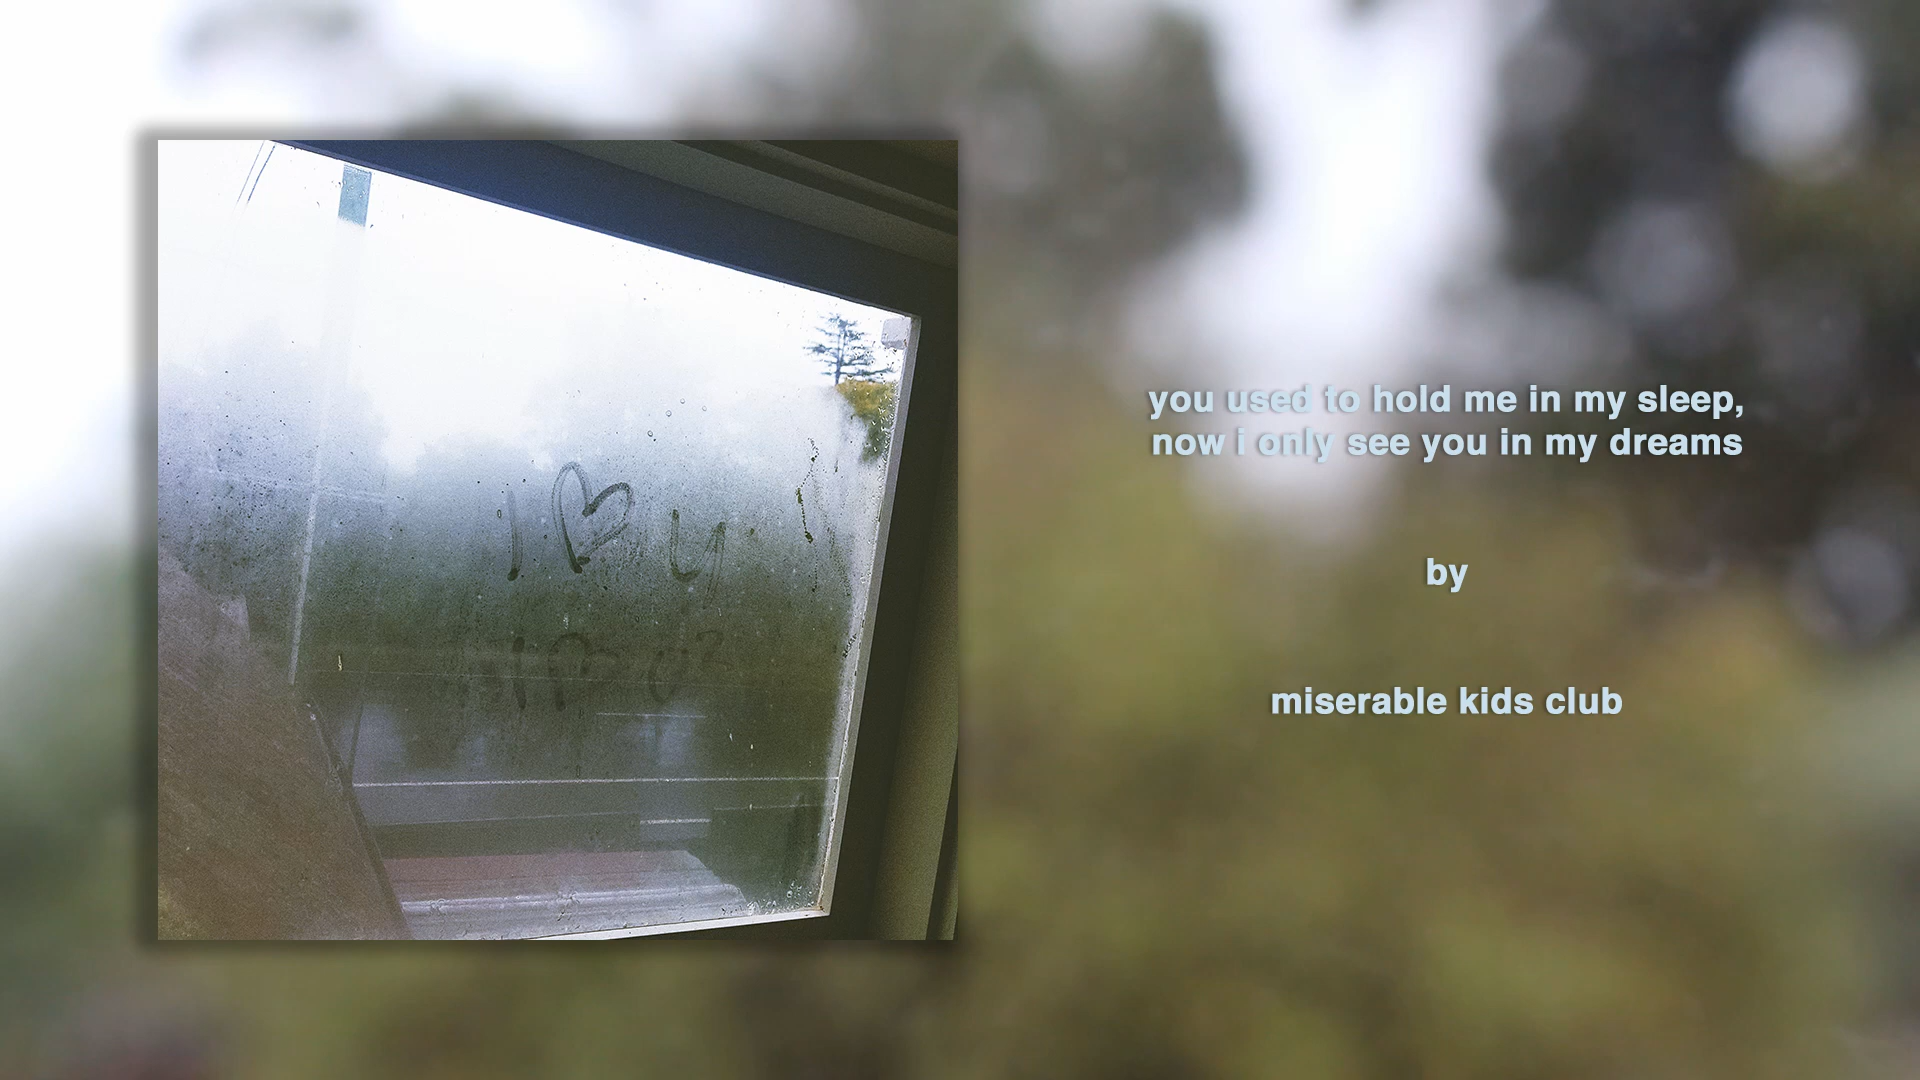 I ♡ u
you used to hold me in my sleep,
now i only see you in my dreams
by
miserable kids club